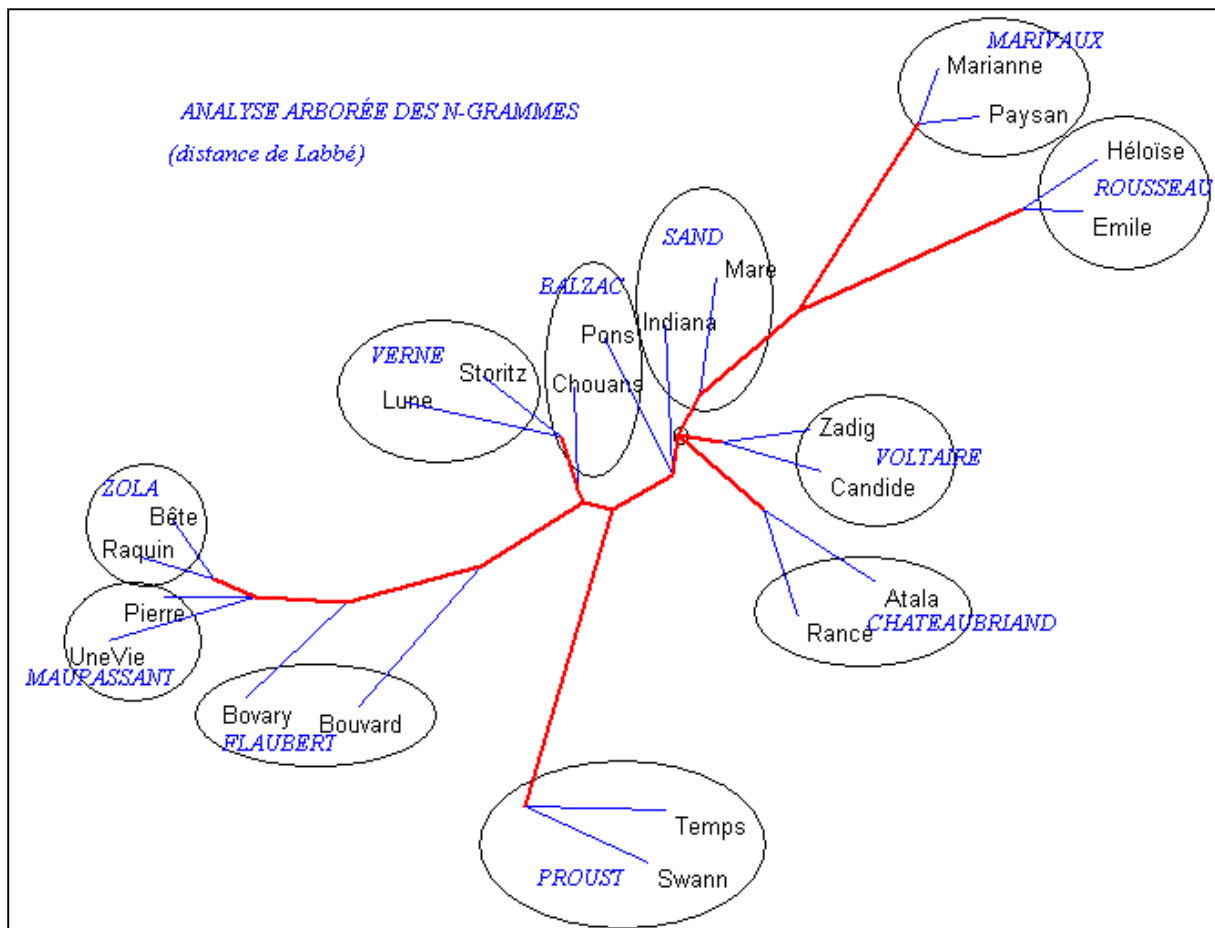 MARIVAUX
Marianne
Paysan
ANALYSE ARBORÉE DES N-GRAMMES
(distance de Labbé)
Héloïse
ROUSSEAU
Emile
SAND
Mare
Indiana
BALZAC
Pons
Chouans
VERNE
Storitz
Lune
Zadig
VOLTAIRE
Candide
ZOLA
Bête
Raquin
Pierre
UneVie
MAUPASSANT
Atala
CHATEAUBRIAND
Rancé
Bovary
Bouvard
FLAUBERT
Temps
PROUST
Swann